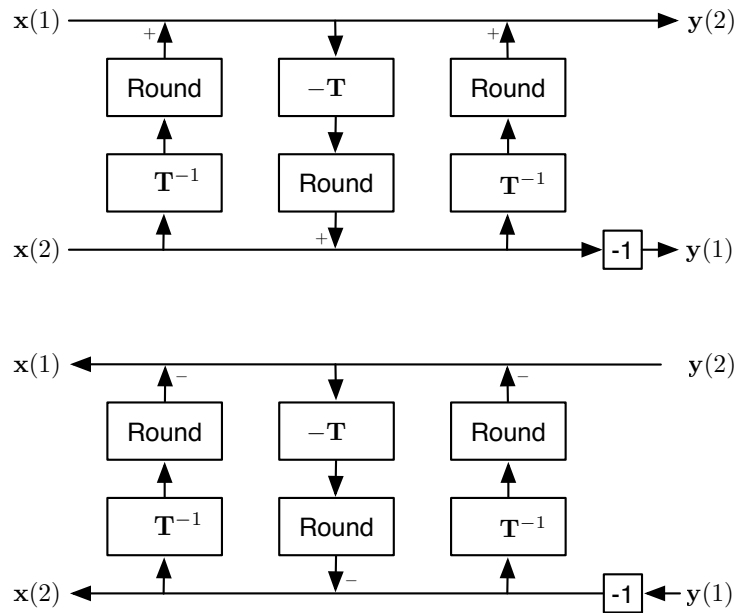 x(1) y(2)
+ +
Round −T Round
T⁻¹ Round T⁻¹
+
x(2) -1 y(1)
x(1) y(2)
− −
Round −T Round
T⁻¹ Round T⁻¹
−
x(2) -1 y(1)